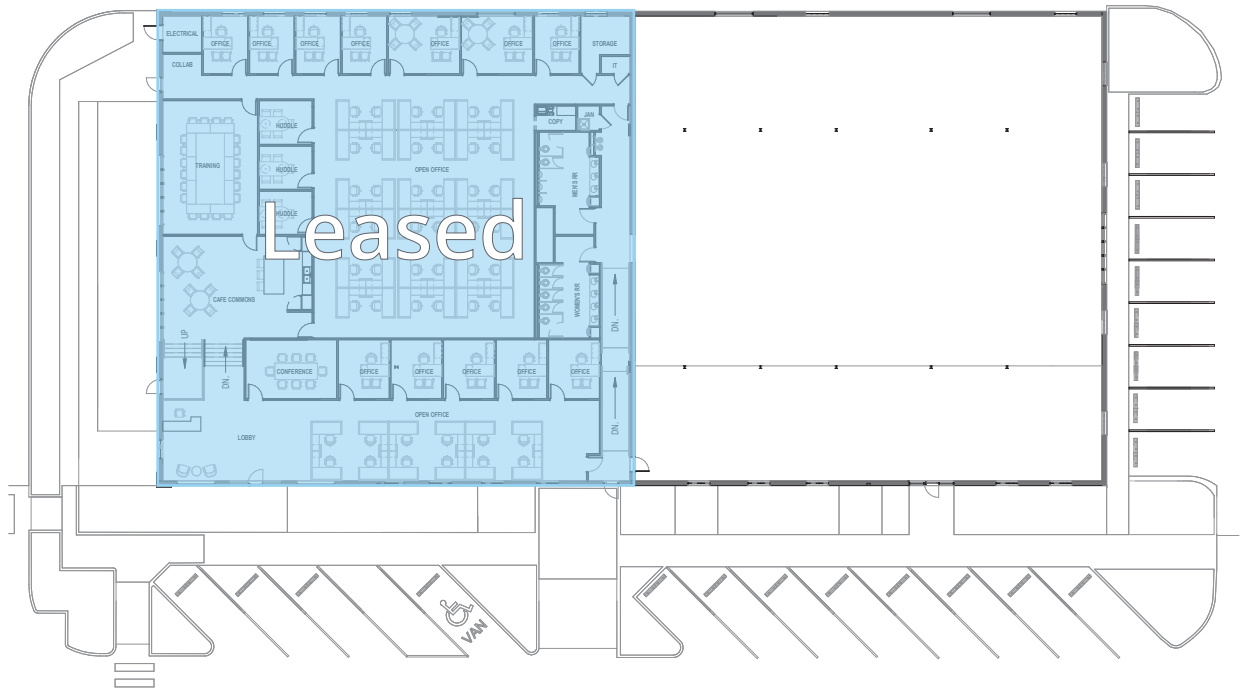 ELECTRICAL
OFFICE
OFFICE
OFFICE
OFFICE
OFFICE
OFFICE
OFFICE
STORAGE
COLLAB
IT
HUDDLE
COPY
JAN
TRAINING
HUDDLE
OPEN OFFICE
MEN'S RR
HUDDLE
Leased
CAFE COMMONS
WOMEN'S RR
UP
DN.
DN.
CONFERENCE
OFFICE
OFFICE
OFFICE
OFFICE
OFFICE
LOBBY
OPEN OFFICE
DN.
VAN